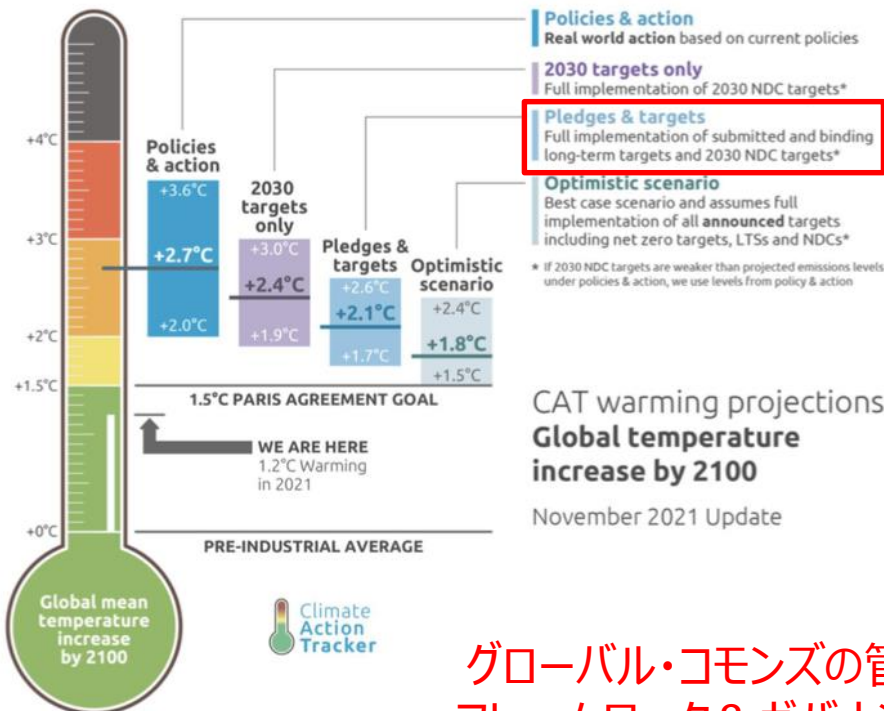 Policies & action
Real world action based on current policies
2030 targets only
Full implementation of 2030 NDC targets*
Pledges & targets
Full implementation of submitted and binding
long-term targets and 2030 NDC targets*
Optimistic scenario
Best case scenario and assumes full
implementation of all announced targets
including net zero targets, LTSs and NDCs*
* If 2030 NDC targets are weaker than projected emissions levels
under policies & action, we use levels from policy & action
+4°C
+3°C
+2°C
+1.5°C
+0°C
Policies
& action
+3.6°C
+2.7°C
+2.0°C
2030
targets
only
+3.0°C
+2.4°C
+1.9°C
Pledges &
targets
+2.6°C
+2.1°C
+1.7°C
Optimistic
scenario
+2.4°C
+1.8°C
+1.5°C
1.5°C PARIS AGREEMENT GOAL
WE ARE HERE
1.2°C Warming
in 2021
PRE-INDUSTRIAL AVERAGE
CAT warming projections
Global temperature
increase by 2100
November 2021 Update
Global mean
temperature
increase
by 2100
Climate
Action
Tracker
グローバル・コモンズの管